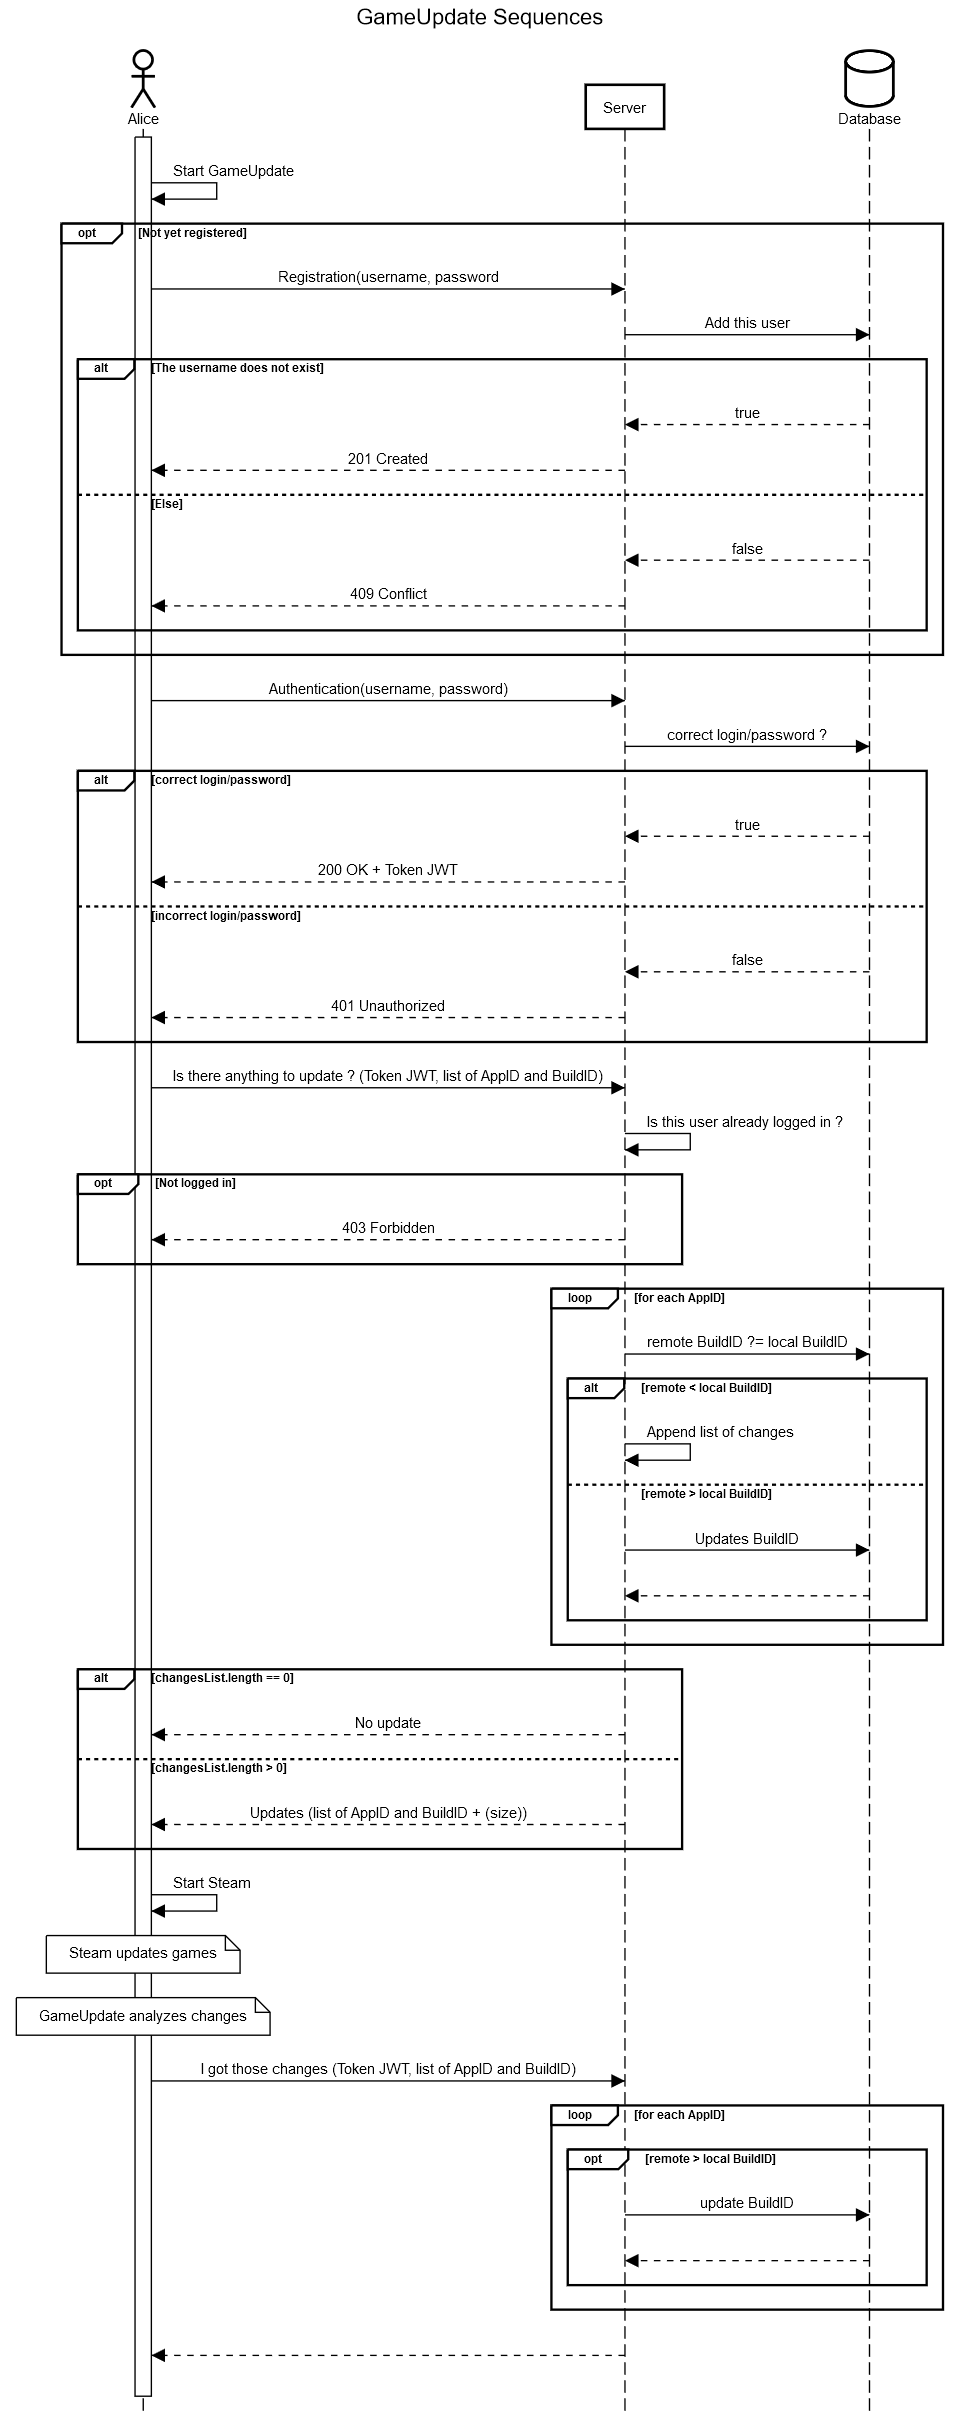 GameUpdate Sequences
Alice
Server
Database
Start GameUpdate
opt [Not yet registered]
Registration(username, password
Add this user
alt [The username does not exist]
true
201 Created
[Else]
false
409 Conflict
Authentication(username, password)
correct login/password ?
alt [correct login/password]
true
200 OK + Token JWT
[incorrect login/password]
false
401 Unauthorized
Is there anything to update ? (Token JWT, list of AppID and BuildID)
Is this user already logged in ?
opt [Not logged in]
403 Forbidden
loop [for each AppID]
remote BuildID ?= local BuildID
alt [remote < local BuildID]
Append list of changes
[remote > local BuildID]
Updates BuildID
alt [changesList.length == 0]
No update
[changesList.length > 0]
Updates (list of AppID and BuildID + (size))
Start Steam
Steam updates games
GameUpdate analyzes changes
I got those changes (Token JWT, list of AppID and BuildID)
loop [for each AppID]
opt [remote > local BuildID]
update BuildID